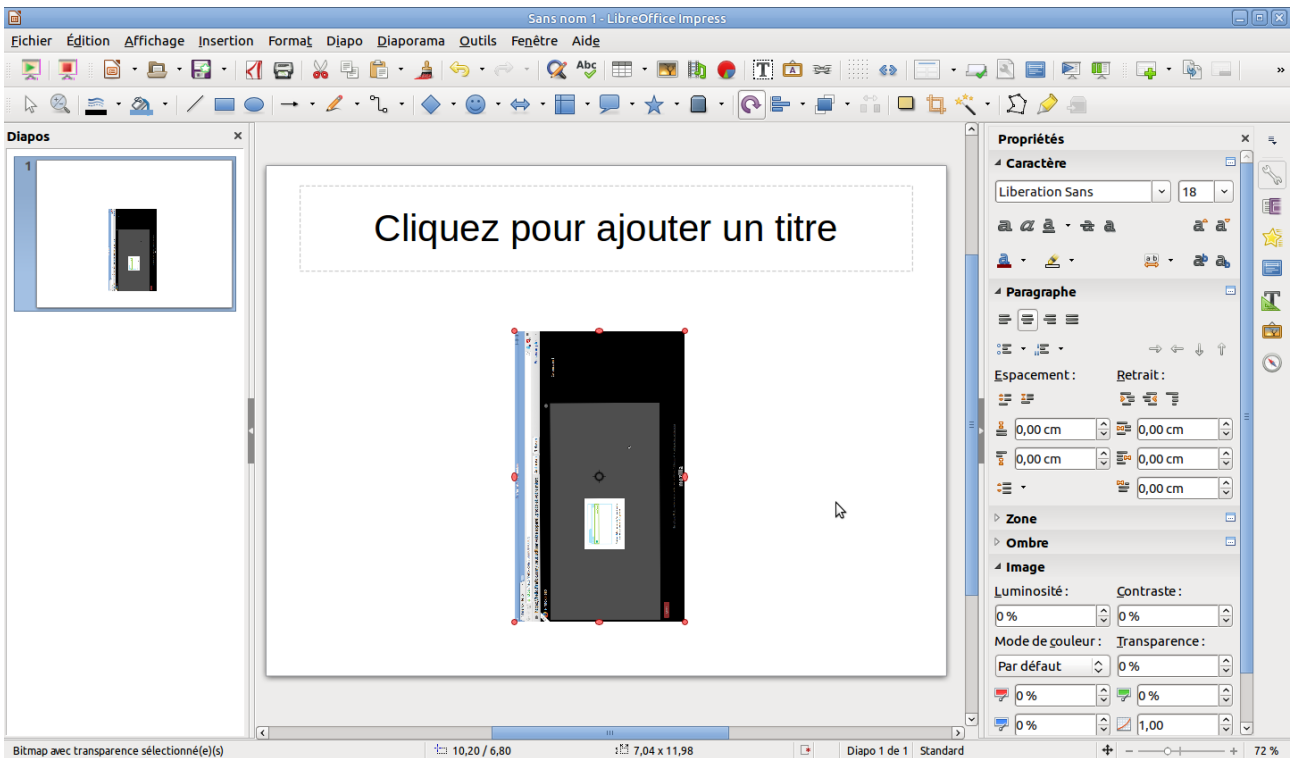 Sans nom 1 - LibreOffice Impress
Fichier Édition Affichage Insertion Format Diapo Diaporama Outils Fenêtre Aide
Diapos
1
Cliquez pour ajouter un titre
Propriétés
Caractère
Liberation Sans 18
Paragraphe
Espacement : Retrait :
0,00 cm 0,00 cm
0,00 cm 0,00 cm
0,00 cm
Zone
Ombre
Image
Luminosité : Contraste :
0 % 0 %
Mode de couleur : Transparence :
Par défaut 0 %
0 % 0 %
0 % 1,00
Bitmap avec transparence sélectionné(e)(s) 10,20 / 6,80 7,04 x 11,98 Diapo 1 de 1 Standard 72 %